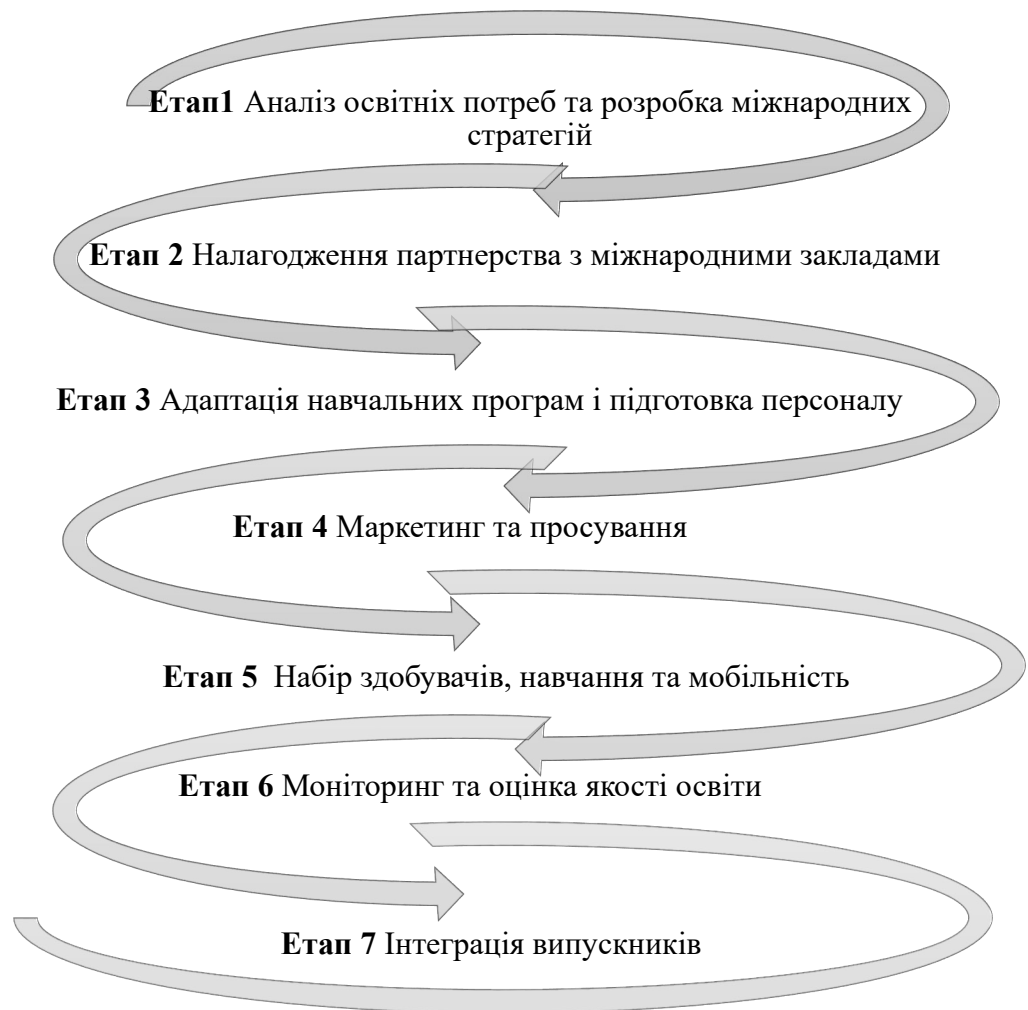 Етап1 Аналіз освітніх потреб та розробка міжнародних
стратегій
Етап 2 Налагодження партнерства з міжнародними закладами
Етап 3 Адаптація навчальних програм і підготовка персоналу
Етап 4 Маркетинг та просування
Етап 5 Набір здобувачів, навчання та мобільність
Етап 6 Моніторинг та оцінка якості освіти
Етап 7 Інтеграція випускників